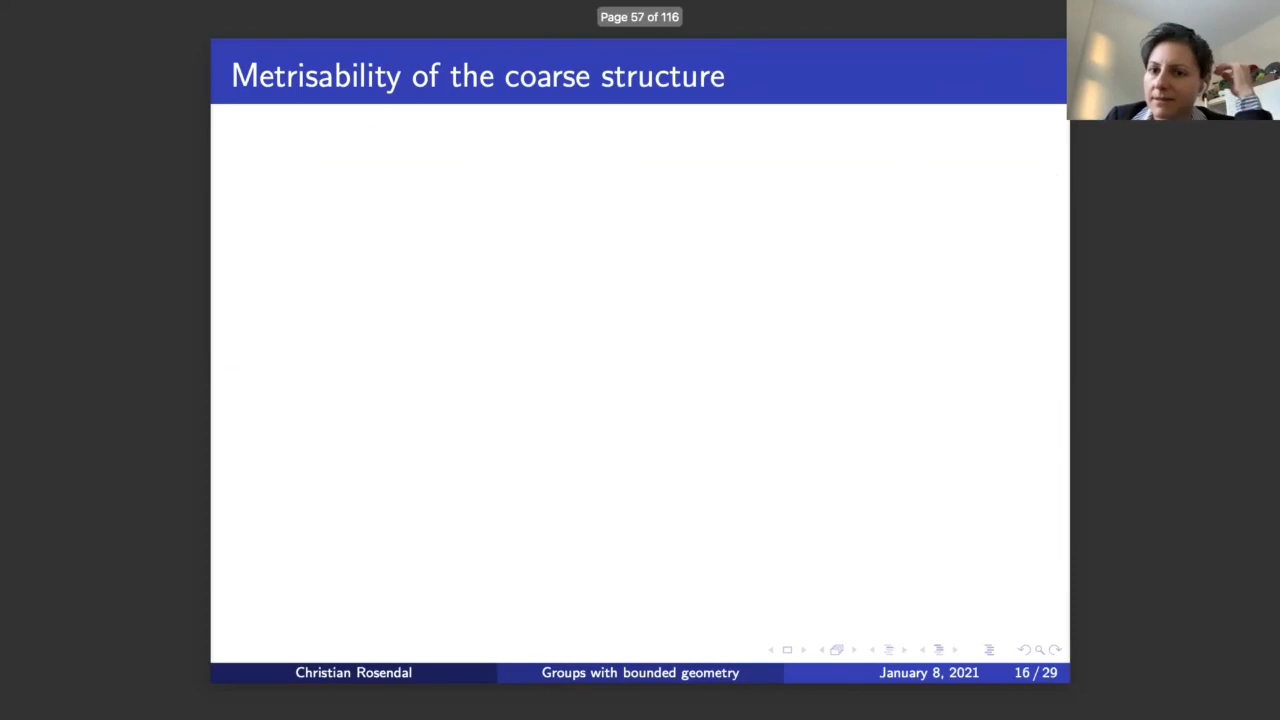 Page 57 of 116
Metrisability of the coarse structure
Christian Rosendal
Groups with bounded geometry
January 8, 2021
16 / 29